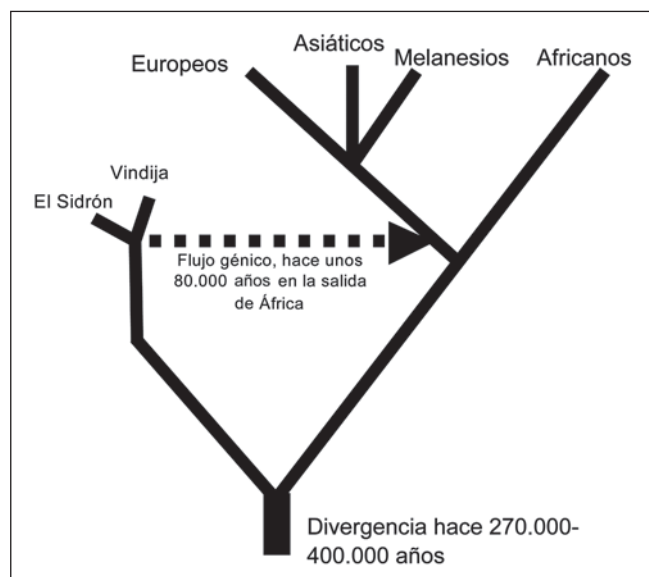 Asiáticos
Europeos
Melanesios
Africanos
Vindija
El Sidrón
Flujo génico, hace unos
80.000 años en la salida
de África
Divergencia hace 270.000-
400.000 años